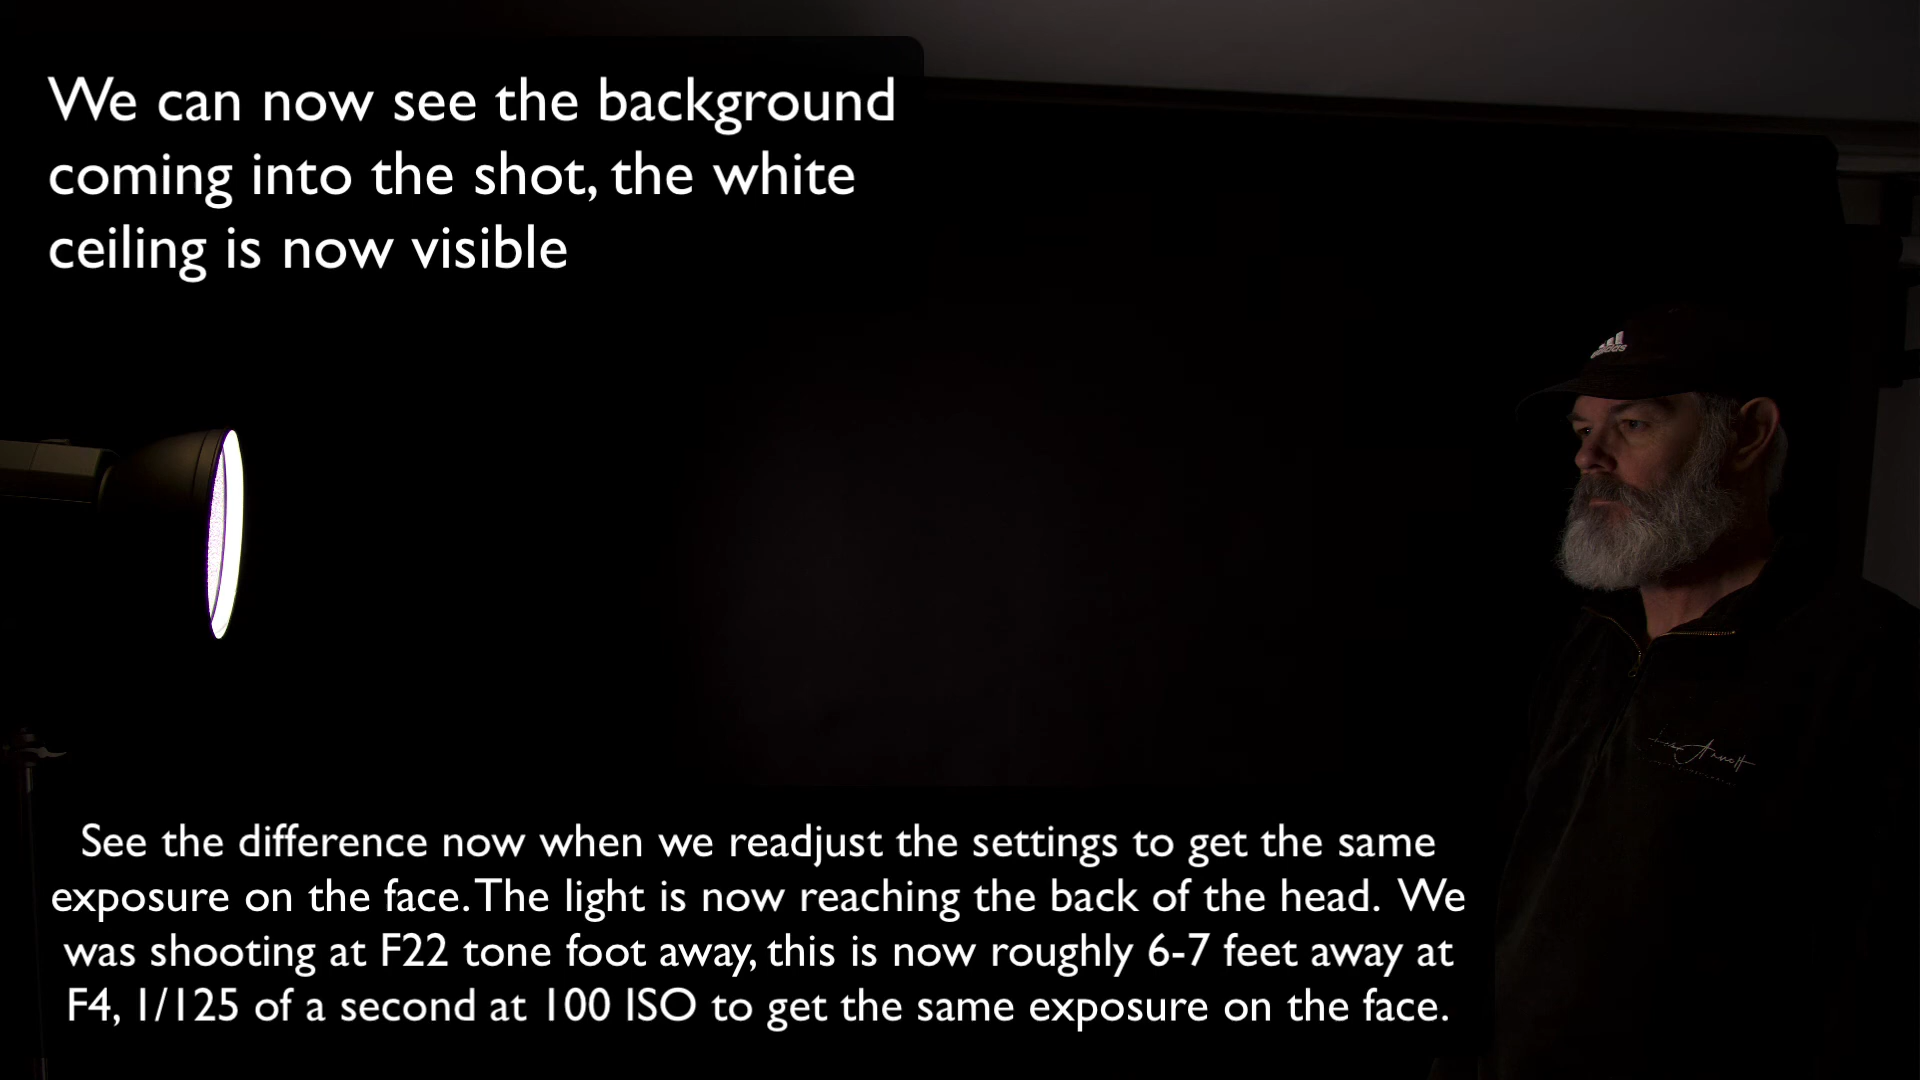 We can now see the background
coming into the shot, the white
ceiling is now visible
adidas
See the difference now when we readjust the settings to get the same
exposure on the face. The light is now reaching the back of the head. We
was shooting at F22 tone foot away, this is now roughly 6-7 feet away at
F4, 1/125 of a second at 100 ISO to get the same exposure on the face.